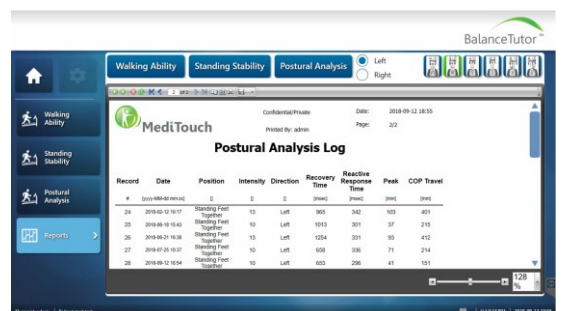 BalanceTutor™
Walking Ability Standing Stability Postural Analysis Left
Right
Walking
Ability
Standing
Stability
Postural
Analysis
Reports
MediTouch
Confidential/Private Date: 2018-09-12 18:55
Printed By: admin Page: 2/2
Postural Analysis Log
Record Date Position Intensity Direction Recovery Time Reactive Response Time Peak COP Travel
# [yyyy-MM-dd mm:ss] [] [] [] [msec] [msec] [mm] [mm]
24 2018-02-12 10:17 Standing Feet Together 13 Left 965 342 103 401
25 2018-06-10 15:43 Standing Feet Together 10 Left 1013 301 37 215
26 2018-06-21 16:38 Standing Feet Together 13 Left 1254 331 93 412
27 2018-07-25 10:37 Standing Feet Together 10 Left 658 336 71 214
28 2018-09-12 18:54 Standing Feet Together 10 Left 653 296 41 151
128
%